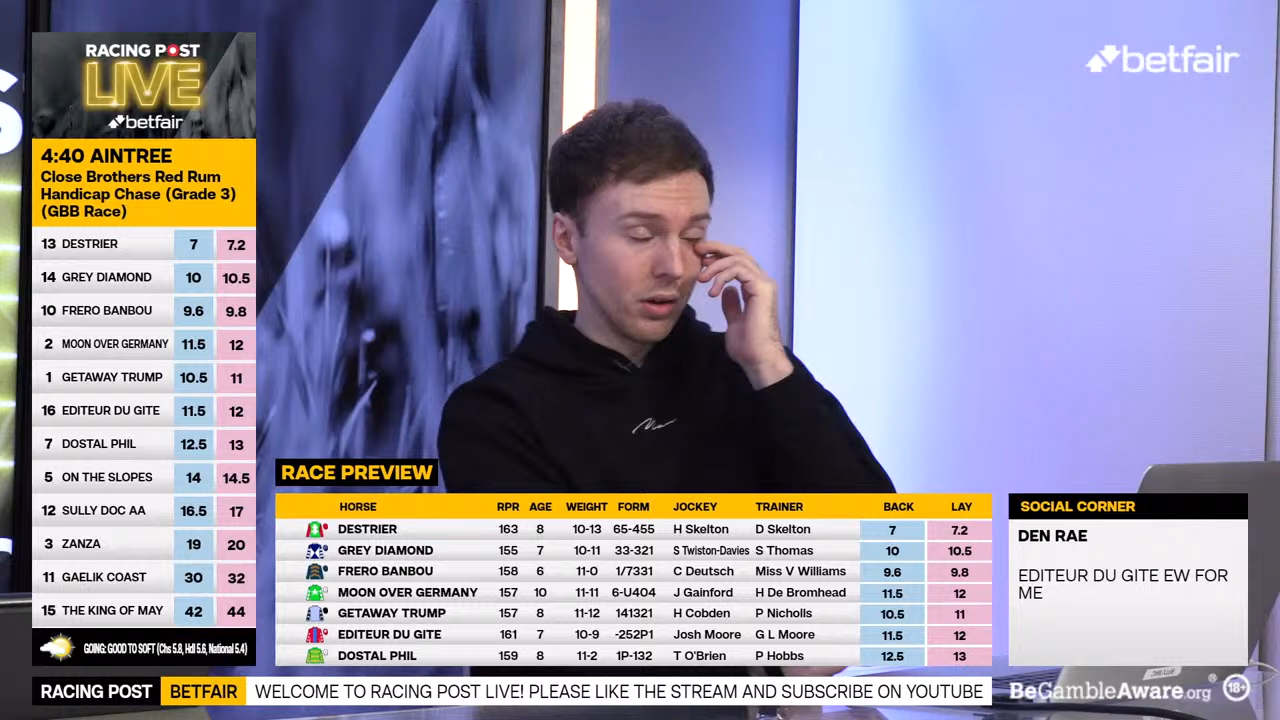 RACING POST
LIVE
betfair
4:40 AINTREE
Close Brothers Red Rum
Handicap Chase (Grade 3)
(GBB Race)
13 DESTRIER 7 7.2
14 GREY DIAMOND 10 10.5
10 FRERO BANBOU 9.6 9.8
2 MOON OVER GERMANY 11.5 12
1 GETAWAY TRUMP 10.5 11
16 EDITEUR DU GITE 11.5 12
7 DOSTAL PHIL 12.5 13
5 ON THE SLOPES 14 14.5
12 SULLY DOC AA 16.5 17
3 ZANZA 19 20
11 GAELIK COAST 30 32
15 THE KING OF MAY 42 44
GOING: GOOD TO SOFT (Chs 5.8, Hdl 5.6, National 5.4)
betfair
S
RACE PREVIEW
HORSE RPR AGE WEIGHT FORM JOCKEY TRAINER BACK LAY
DESTRIER 163 8 10-13 65-455 H Skelton D Skelton 7 7.2
GREY DIAMOND 155 7 10-11 33-321 S Twiston-Davies S Thomas 10 10.5
FRERO BANBOU 158 6 11-0 1/7331 C Deutsch Miss V Williams 9.6 9.8
MOON OVER GERMANY 157 10 11-11 6-U404 J Gainford H De Bromhead 11.5 12
GETAWAY TRUMP 157 8 11-12 141321 H Cobden P Nicholls 10.5 11
EDITEUR DU GITE 161 7 10-9 -252P1 Josh Moore G L Moore 11.5 12
DOSTAL PHIL 159 8 11-2 1P-132 T O'Brien P Hobbs 12.5 13
SOCIAL CORNER
DEN RAE
EDITEUR DU GITE EW FOR
ME
RACING POST BETFAIR WELCOME TO RACING POST LIVE! PLEASE LIKE THE STREAM AND SUBSCRIBE ON YOUTUBE
BeGambleAware.org® 18+